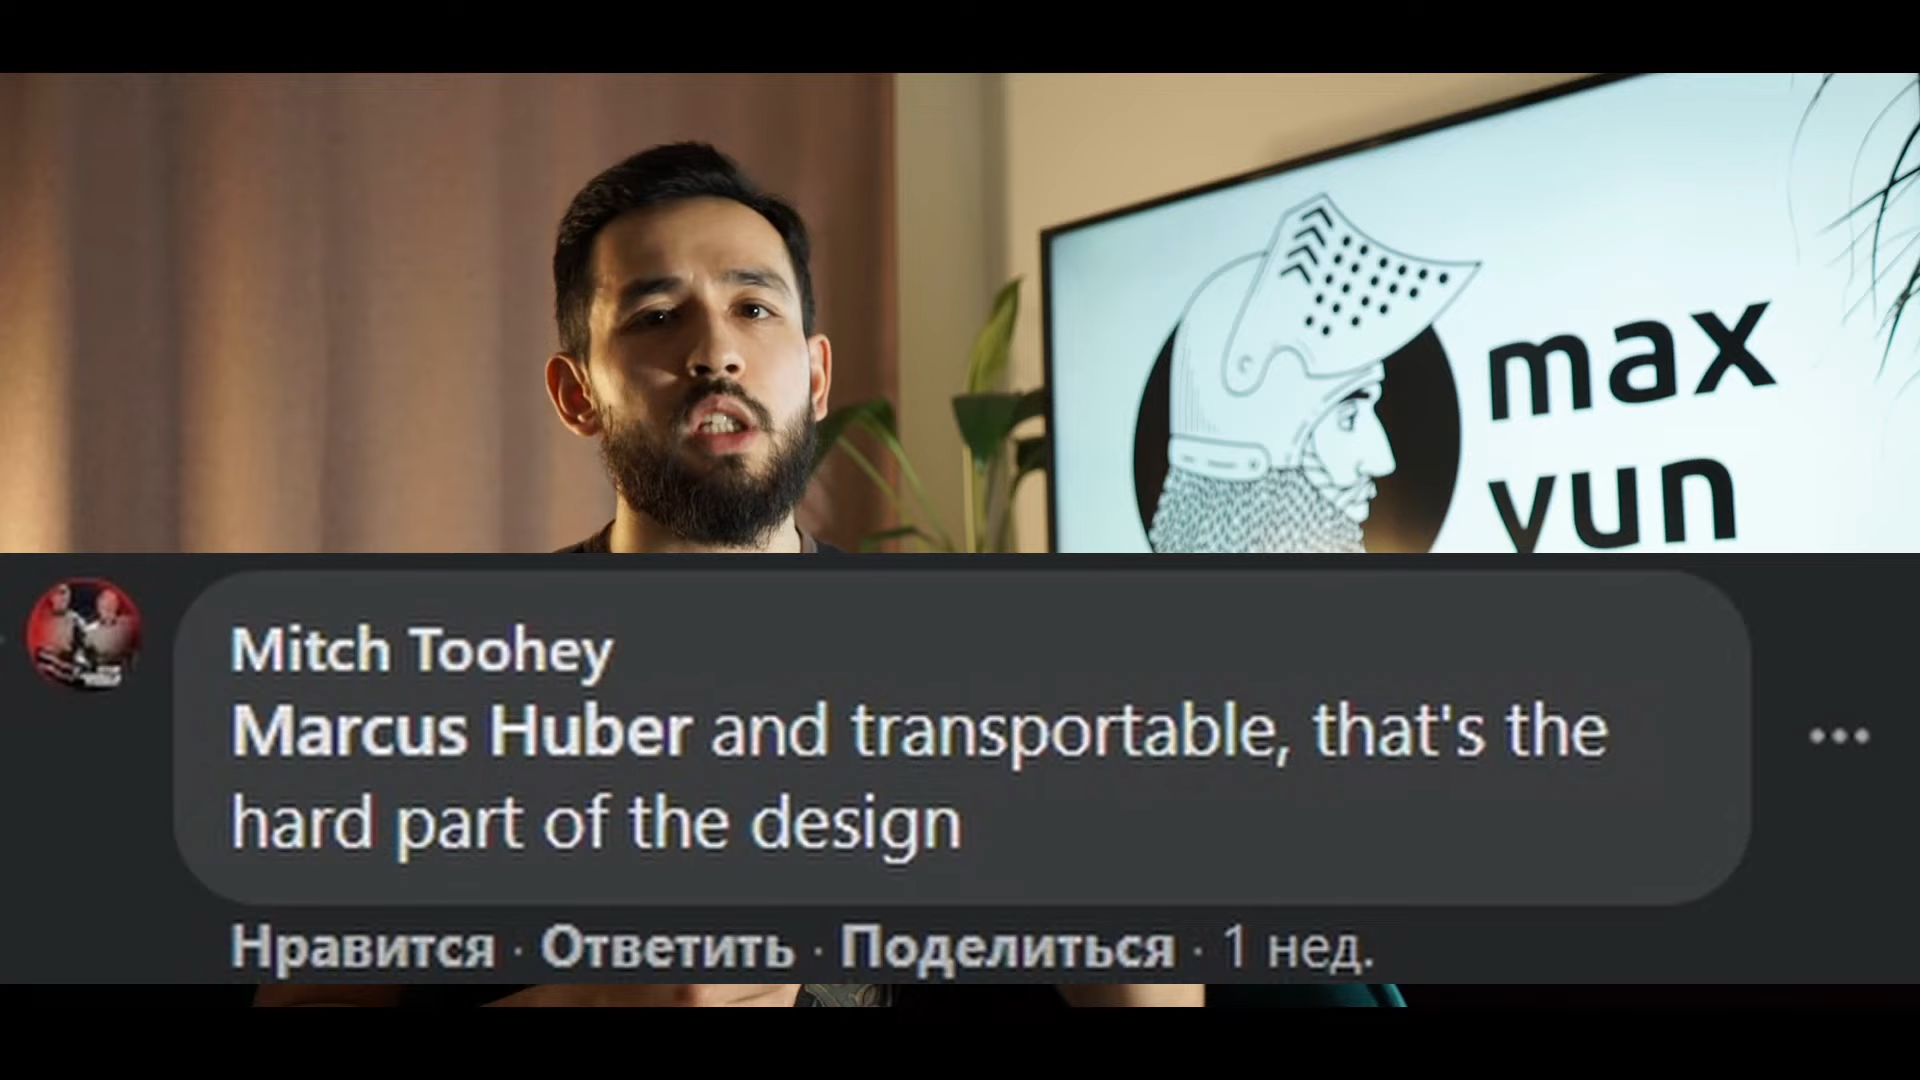 max
yun
Mitch Toohey
Marcus Huber and transportable, that's the
hard part of the design
Нравится · Ответить · Поделиться · 1 нед.